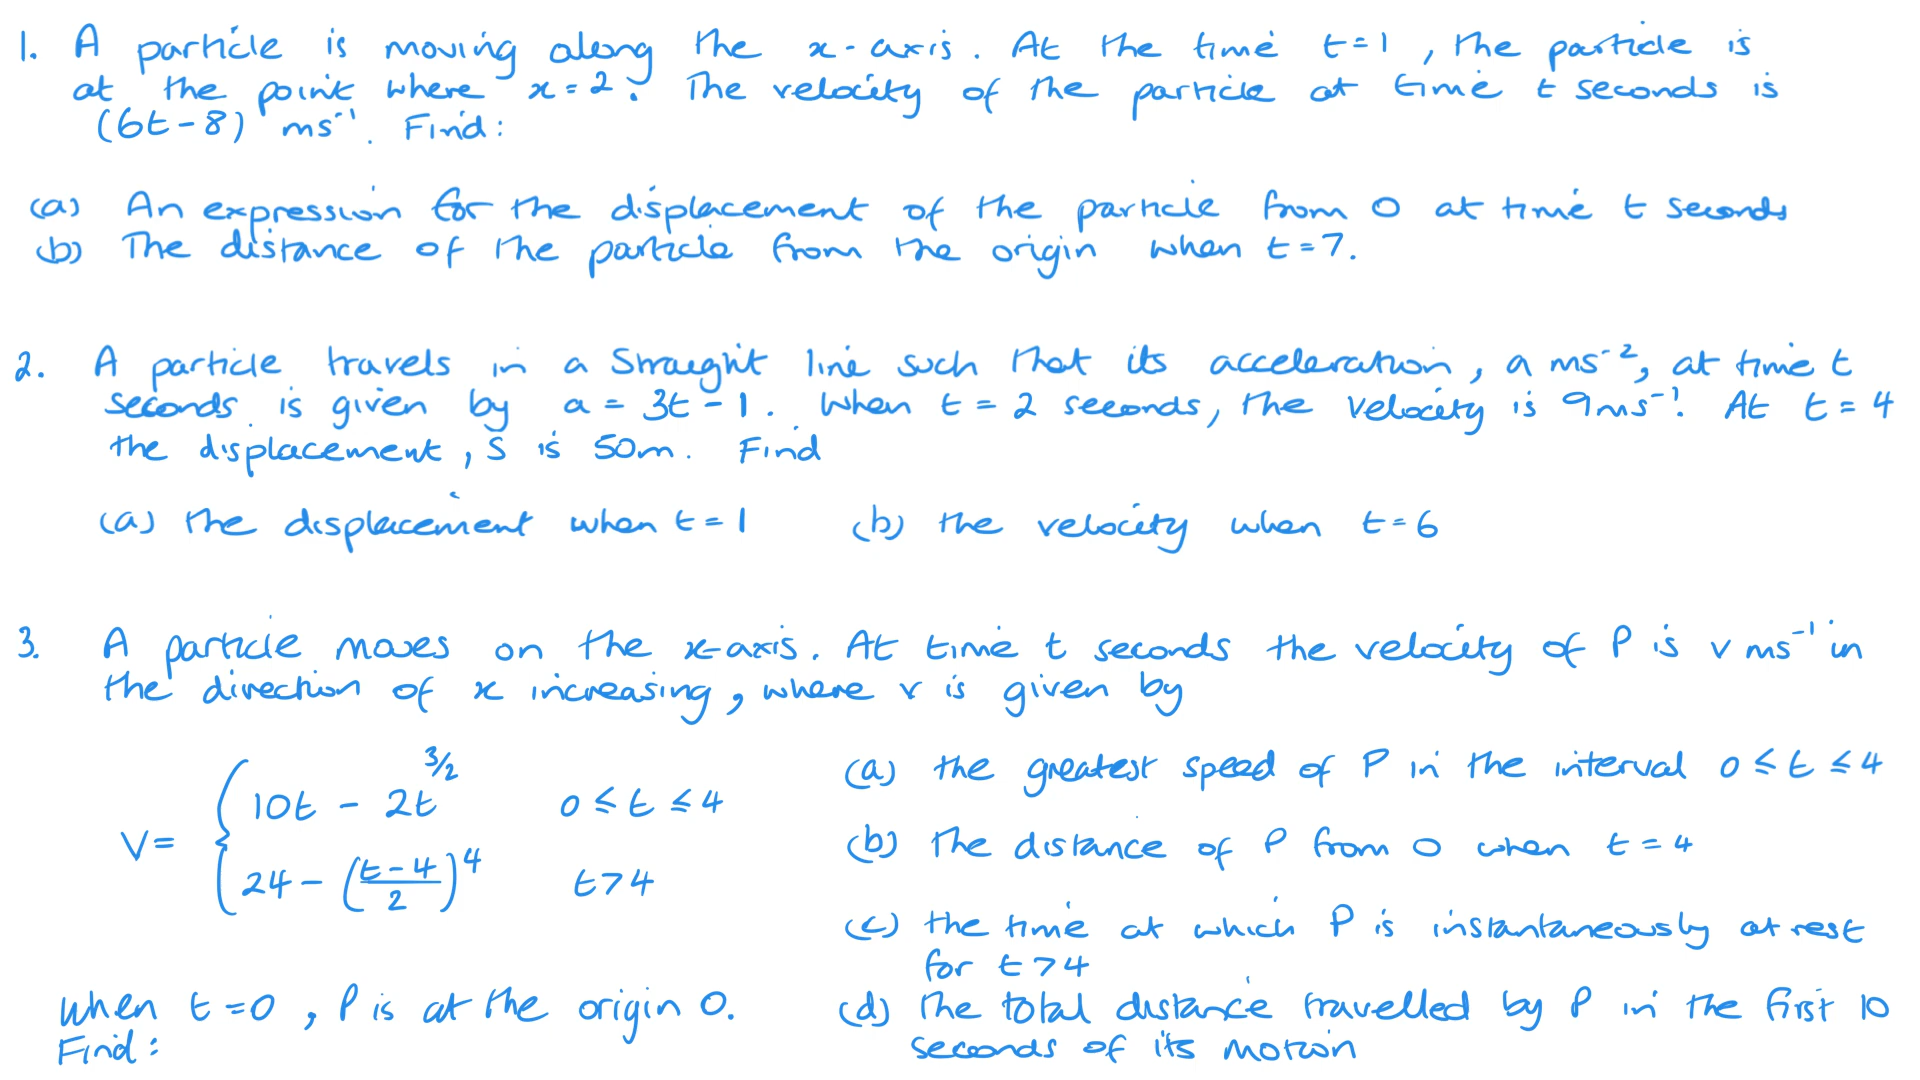 1. A particle is moving along the x-axis. At the time t=1, the particle is
at the point where x=2. The velocity of the particle at time t seconds is
(6t-8) ms⁻¹. Find:
(a) An expression for the displacement of the particle from O at time t seconds
(b) The distance of the particle from the origin when t=7.
2. A particle travels in a straight line such that its acceleration, a ms⁻², at time t
seconds is given by a = 3t-1. When t=2 seconds, the velocity is 9ms⁻¹. At t=4
the displacement, S is 50m. Find
(a) the displacement when t=1 (b) the velocity when t=6
3. A particle moves on the x-axis. At time t seconds the velocity of P is v ms⁻¹ in
the direction of x increasing, where v is given by
V = { 10t - 2t^(3/2) 0≤t≤4
24 - ((t-4)/2)⁴ t>4
When t=0, P is at the origin O.
Find:
(a) the greatest speed of P in the interval 0≤t≤4
(b) The distance of P from O when t=4
(c) the time at which P is instantaneously at rest
for t>4
(d) The total distance travelled by P in the first 10
seconds of its motion